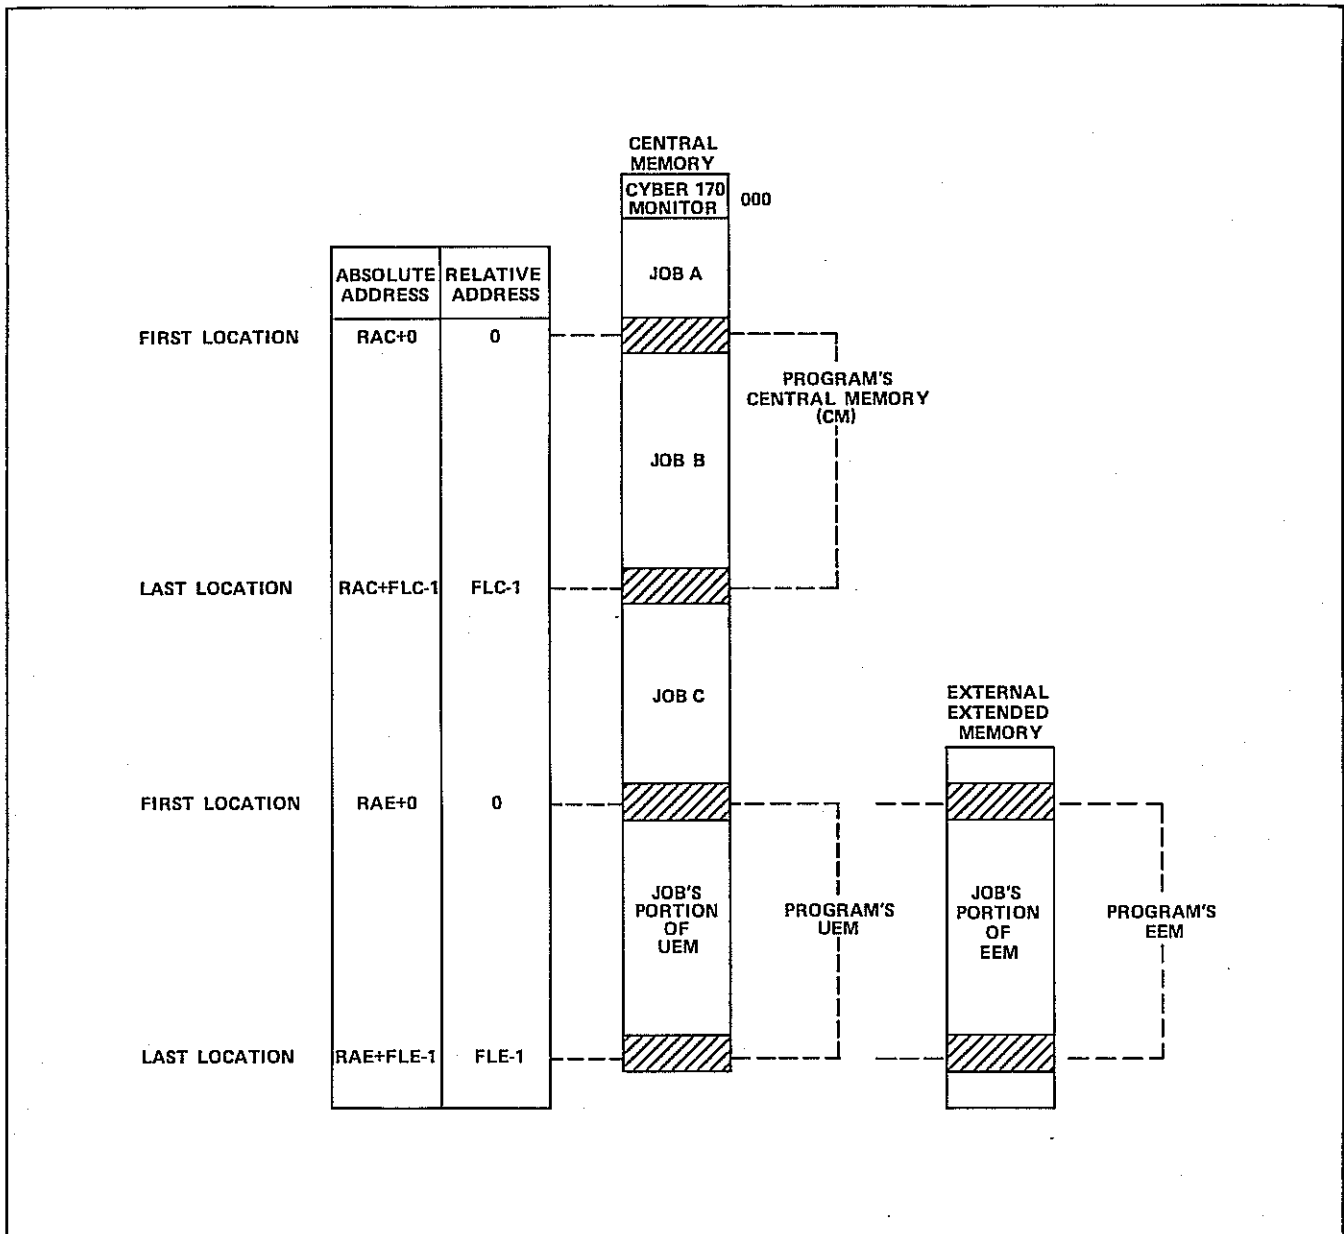 CENTRAL
MEMORY
CYBER 170
MONITOR
000
JOB A
ABSOLUTE
ADDRESS
RELATIVE
ADDRESS
FIRST LOCATION
RAC+0
0
PROGRAM'S
CENTRAL MEMORY
(CM)
JOB B
LAST LOCATION
RAC+FLC-1
FLC-1
JOB C
EXTERNAL
EXTENDED
MEMORY
FIRST LOCATION
RAE+0
0
JOB'S
PORTION
OF
UEM
PROGRAM'S
UEM
JOB'S
PORTION
OF
EEM
PROGRAM'S
EEM
LAST LOCATION
RAE+FLE-1
FLE-1